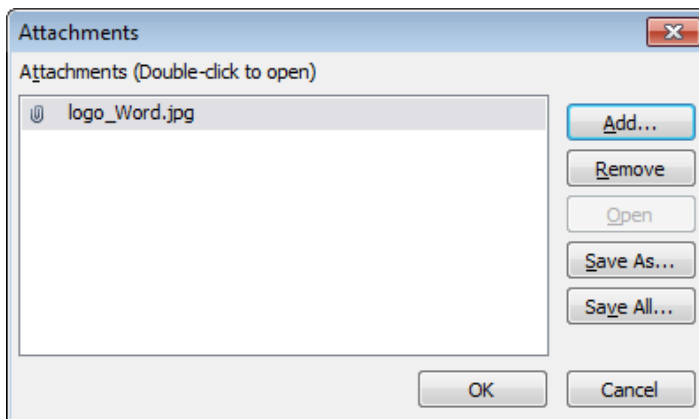 Attachments
Attachments (Double-click to open)
logo_Word.jpg
Add...
Remove
Open
Save As...
Save All...
OK
Cancel